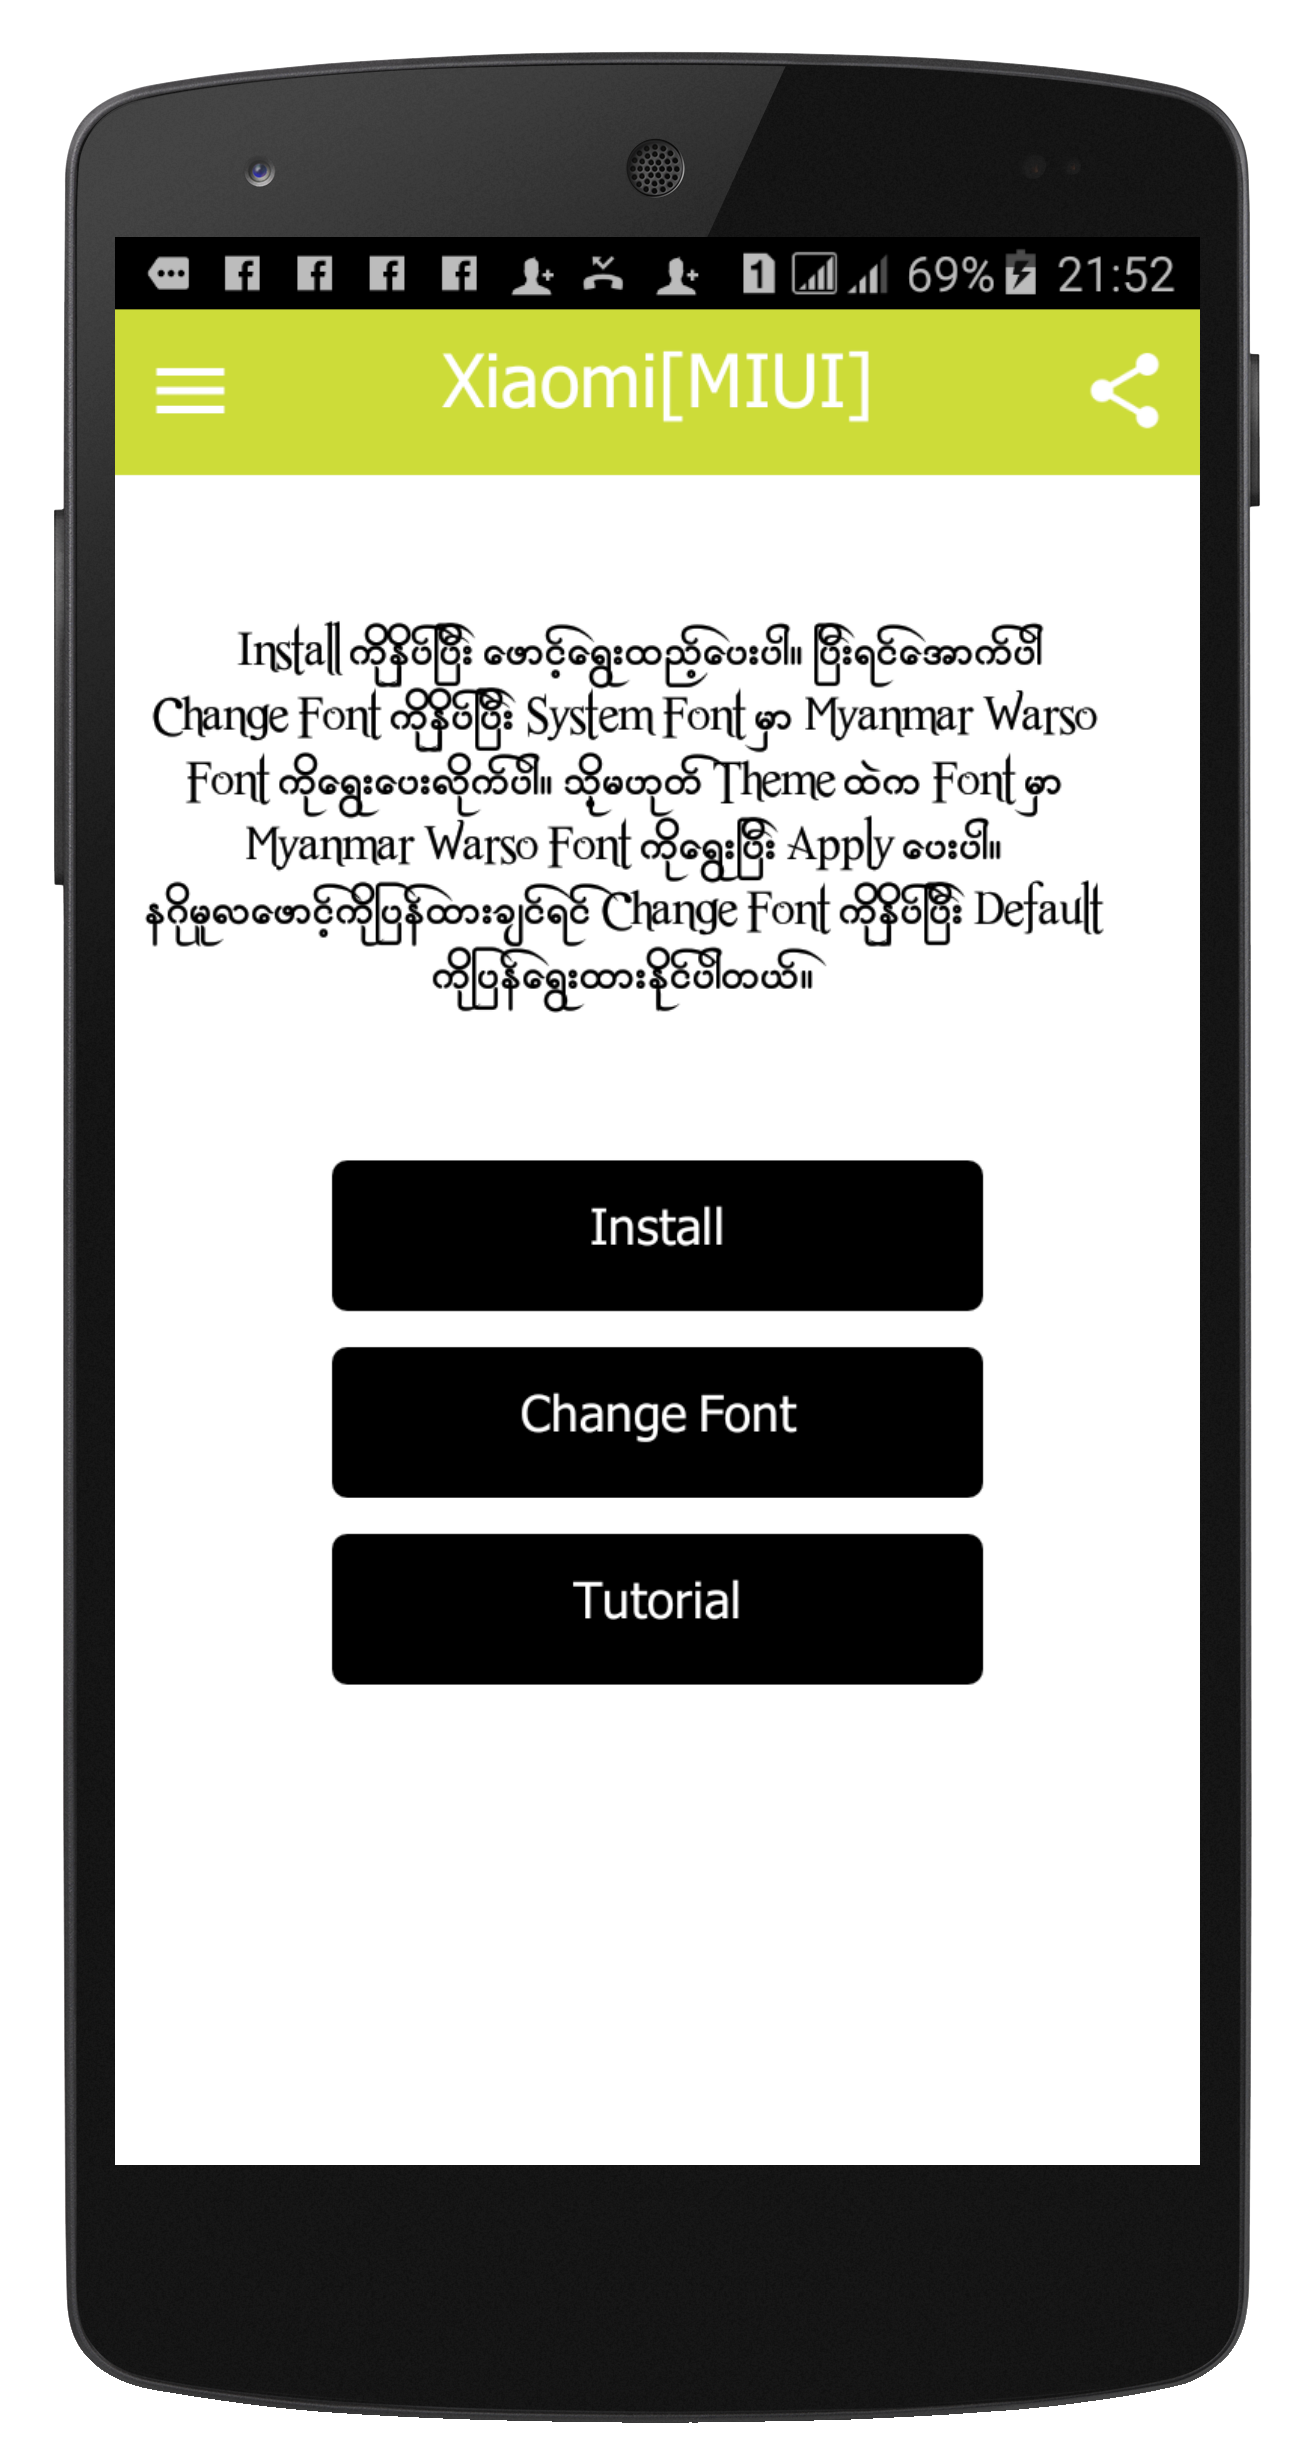 69% 21:52
Xiaomi[MIUI]
Install ကိုနှိပ်ပြီး ဖောင့်ရွေးထည့်ပေးပါ။ ပြီးရင်အောက်ပါ
Change Font ကိုနှိပ်ပြီး System Font မှာ Myanmar Warso
Font ကိုရွေးပေးလိုက်ပါ။ သို့မဟုတ် Theme ထဲက Font မှာ
Myanmar Warso Font ကိုရွေးပြီး Apply ပေးပါ။
နဂိုမူလဖောင့်ကိုပြန်ထားချင်ရင် Change Font ကိုနှိပ်ပြီး Default
ကိုပြန်ရွေးထားနိုင်ပါတယ်။
Install
Change Font
Tutorial